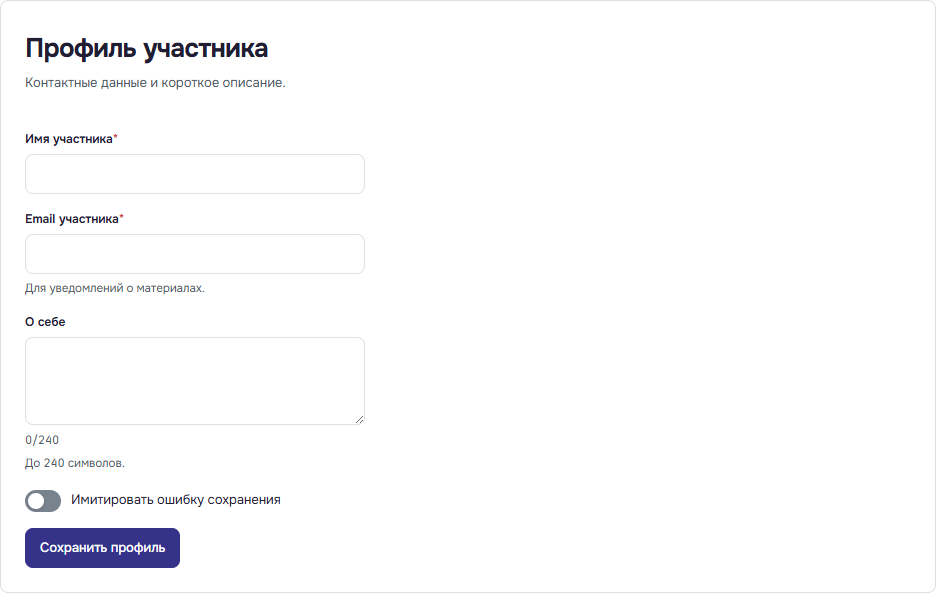 Профиль участника
Контактные данные и короткое описание.
Имя участника*
Email участника*
Для уведомлений о материалах.
О себе
0/240
До 240 символов.
Имитировать ошибку сохранения
Сохранить профиль